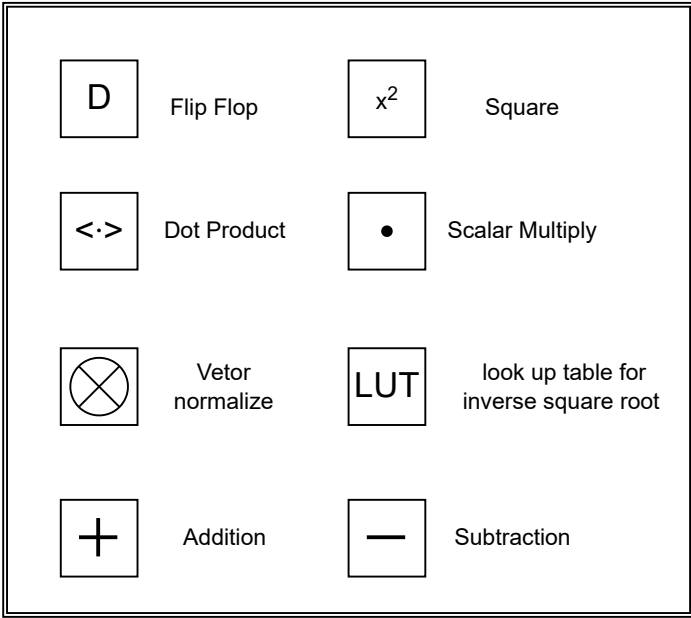 D Flip Flop x² Square
<·> Dot Product • Scalar Multiply
Vetor
normalize
LUT
look up table for
inverse square root
+ Addition − Subtraction